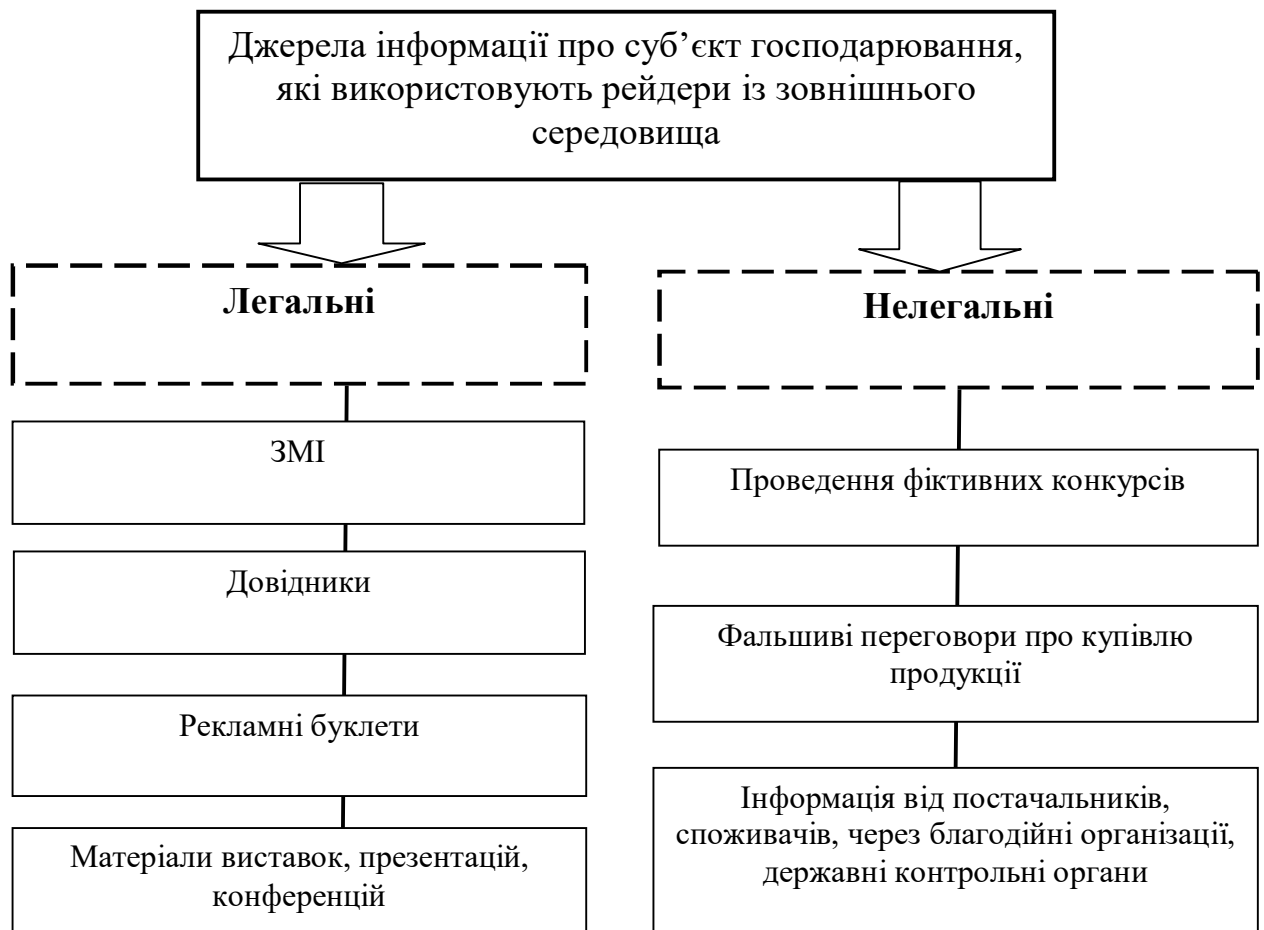 Джерела інформації про суб’єкт господарювання,
які використовують рейдери із зовнішнього
середовища
Легальні
ЗМІ
Довідники
Рекламні буклети
Матеріали виставок, презентацій,
конференцій
Нелегальні
Проведення фіктивних конкурсів
Фальшиві переговори про купівлю
продукції
Інформація від постачальників,
споживачів, через благодійні організації,
державні контрольні органи